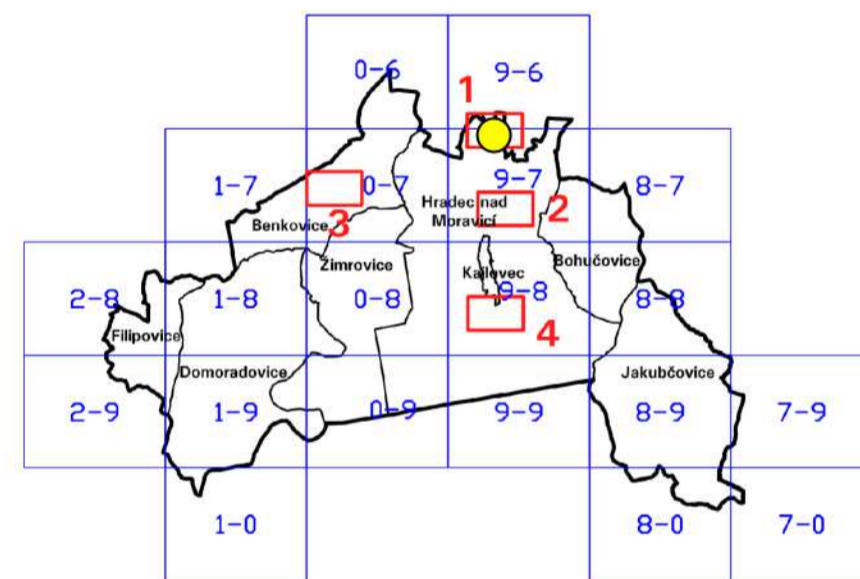 0-6
9-6
1
1-7
0-7
9-7
8-7
Hradec nad
Moravicí
2
Benkovice
3
Žimrovice
Kajlovec
Bohučovice
2-8
1-8
0-8
9-8
8-8
Filipovice
4
Domoradovice
Jakubčovice
2-9
1-9
0-9
9-9
8-9
7-9
1-0
8-0
7-0